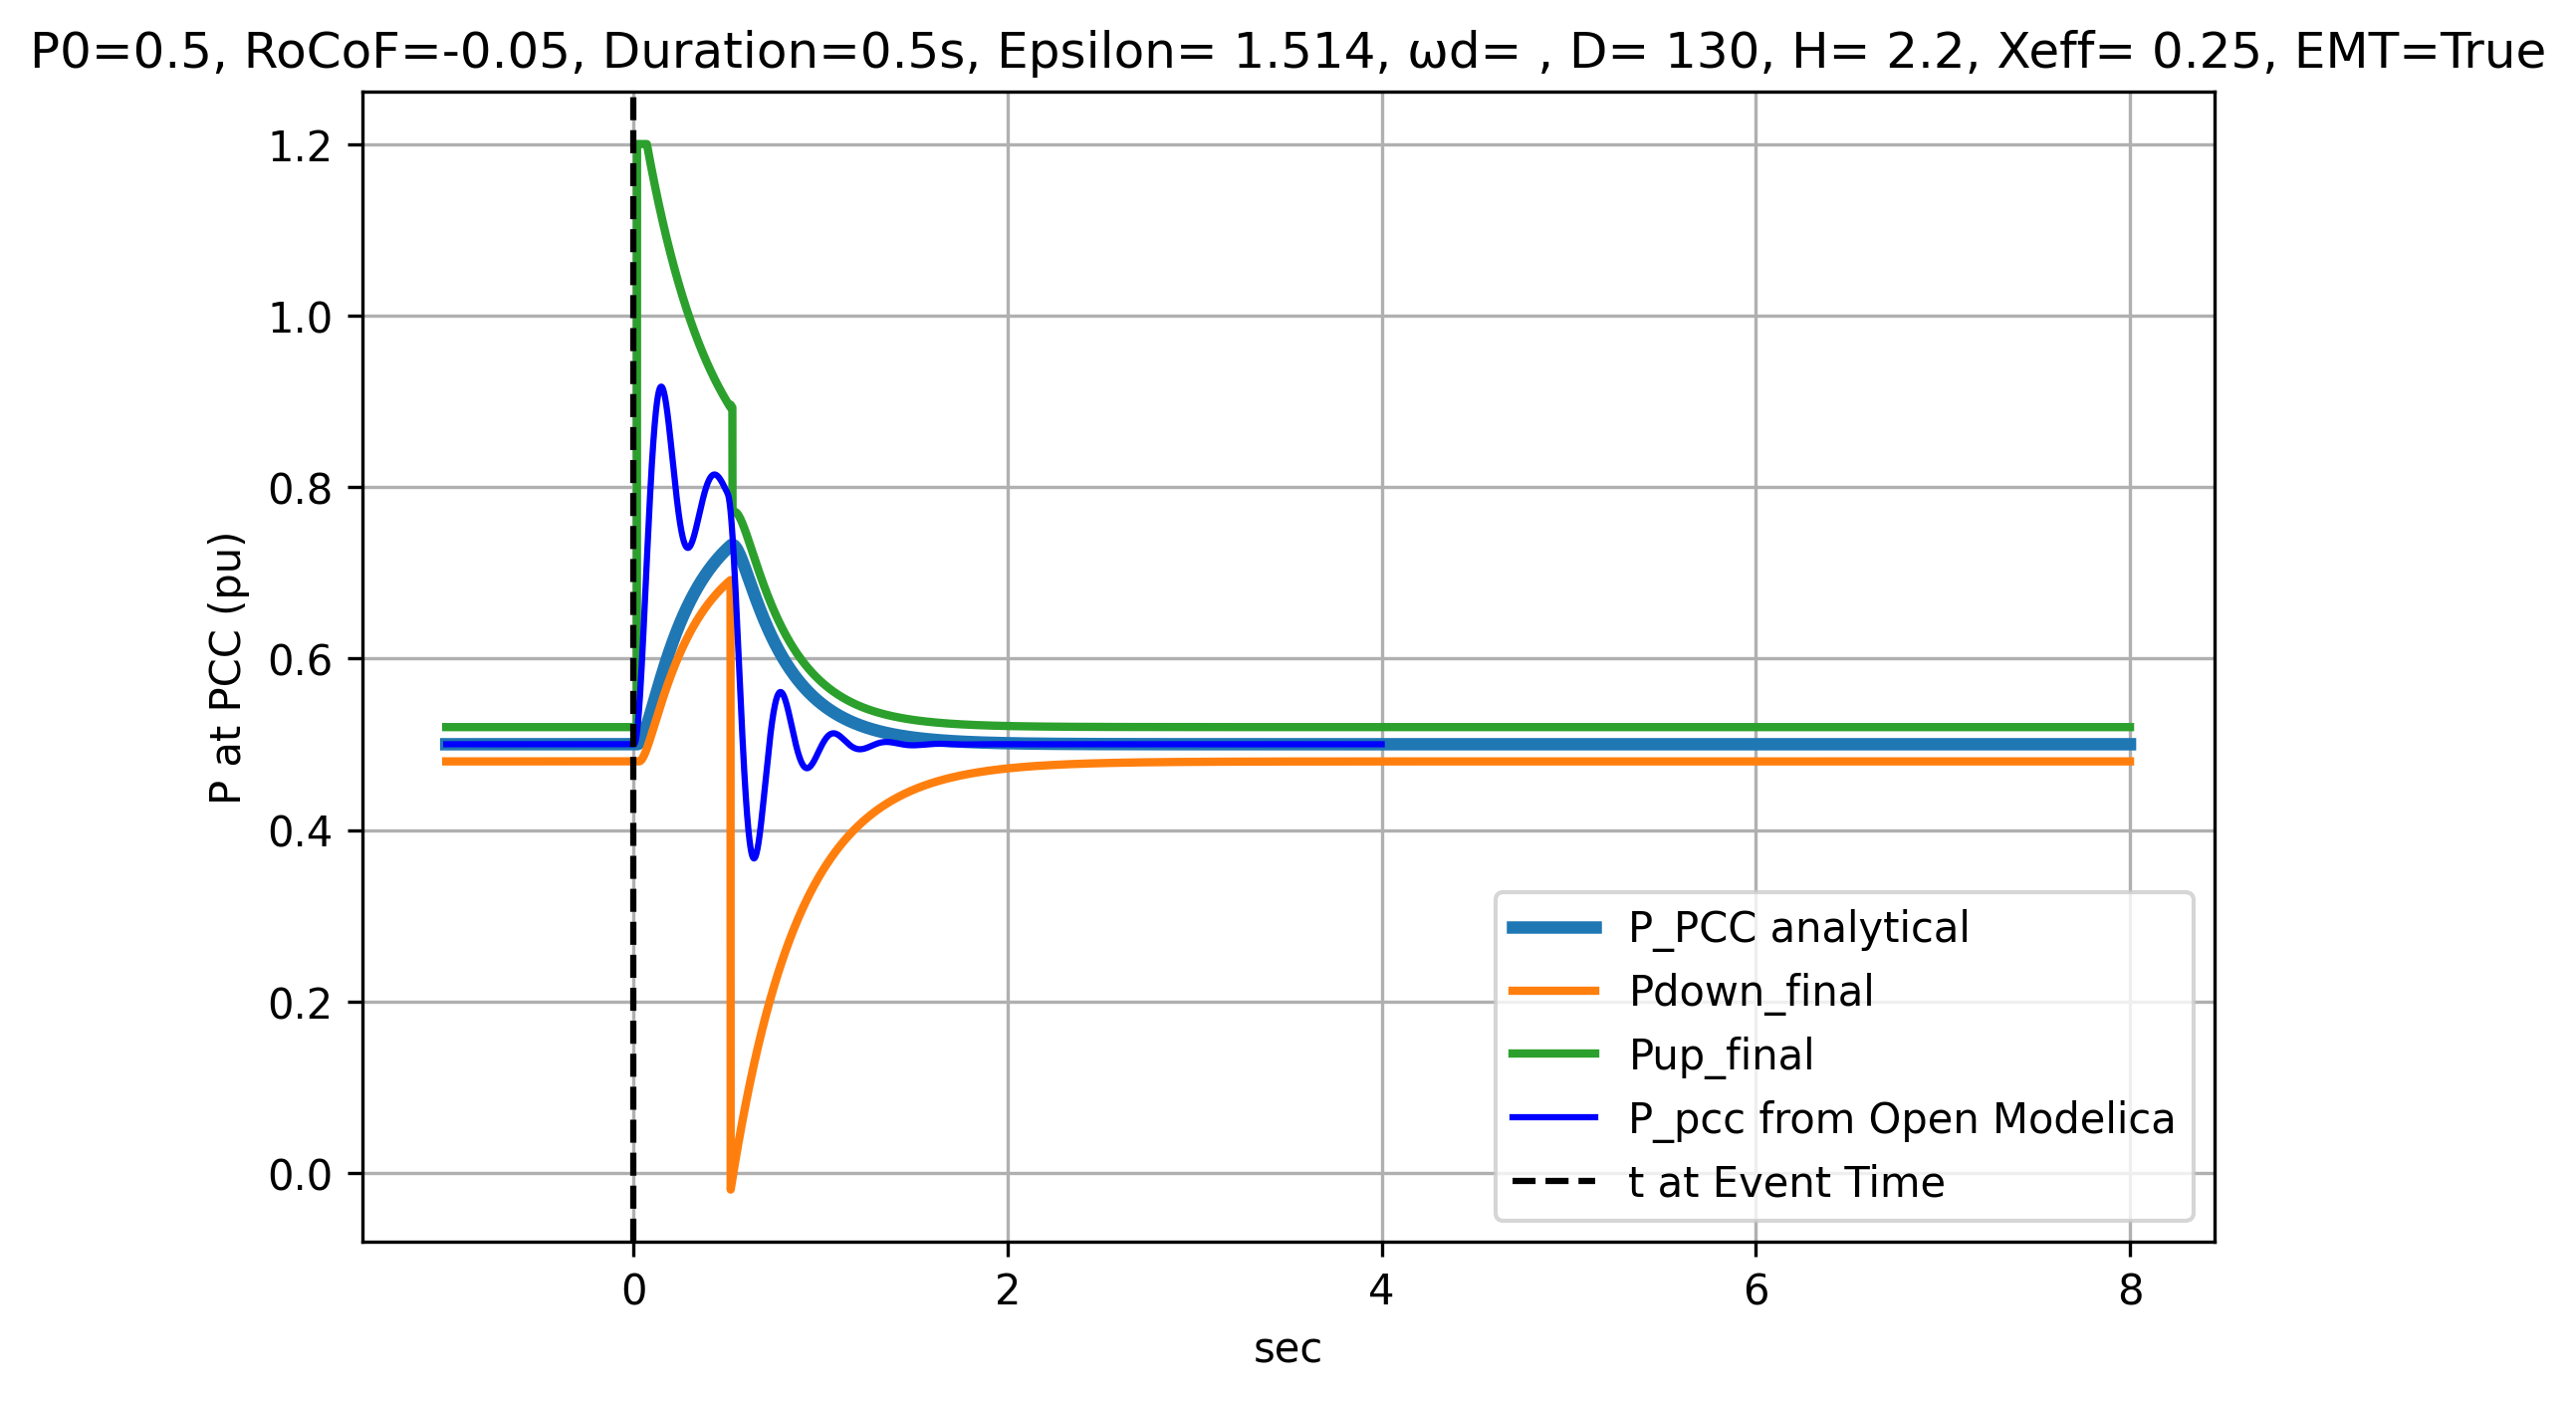 P0=0.5, RoCoF=-0.05, Duration=0.5s, Epsilon= 1.514, ωd= , D= 130, H= 2.2, Xeff= 0.25, EMT=True
1.2
1.0
0.8
0.6
0.4
0.2
0.0
P at PCC (pu)
P_PCC analytical
Pdown_final
Pup_final
P_pcc from Open Modelica
t at Event Time
0 2 4 6 8
sec